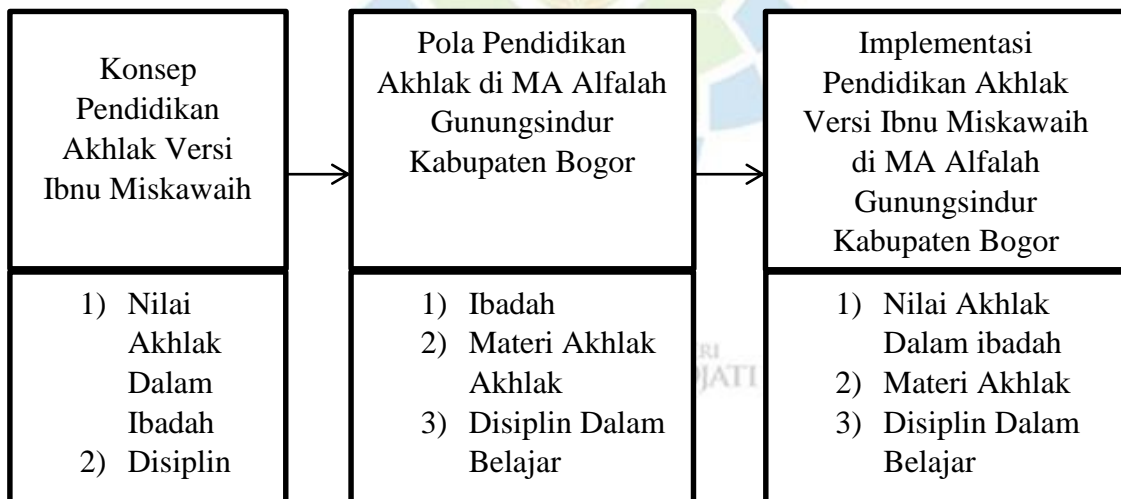 Konsep
Pendidikan
Akhlak Versi
Ibnu Miskawaih
1) Nilai
Akhlak
Dalam
Ibadah
2) Disiplin
Pola Pendidikan
Akhlak di MA Alfalah
Gunungsindur
Kabupaten Bogor
1) Ibadah
2) Materi Akhlak
Akhlak
3) Disiplin Dalam
Belajar
Implementasi
Pendidikan Akhlak
Versi Ibnu Miskawaih
di MA Alfalah
Gunungsindur
Kabupaten Bogor
1) Nilai Akhlak
Dalam ibadah
2) Materi Akhlak
3) Disiplin Dalam
Belajar